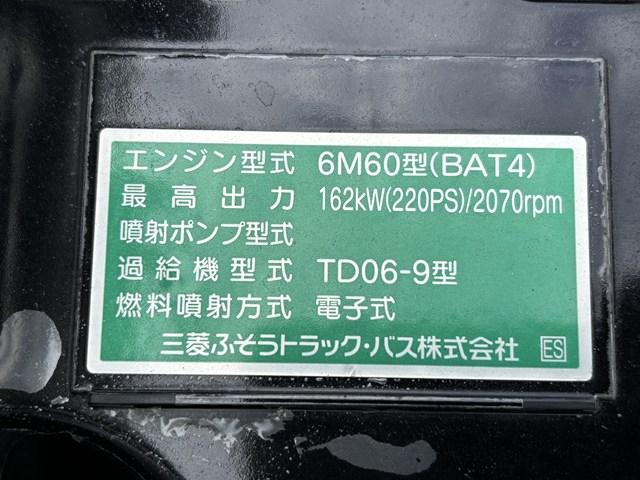 エンジン型式 6M60型(BAT4)
最高出力 162kW(220PS)/2070rpm
噴射ポンプ型式
過給機型式 TD06-9型
燃料噴射方式 電子式
三菱ふそうトラック・バス株式会社 ES